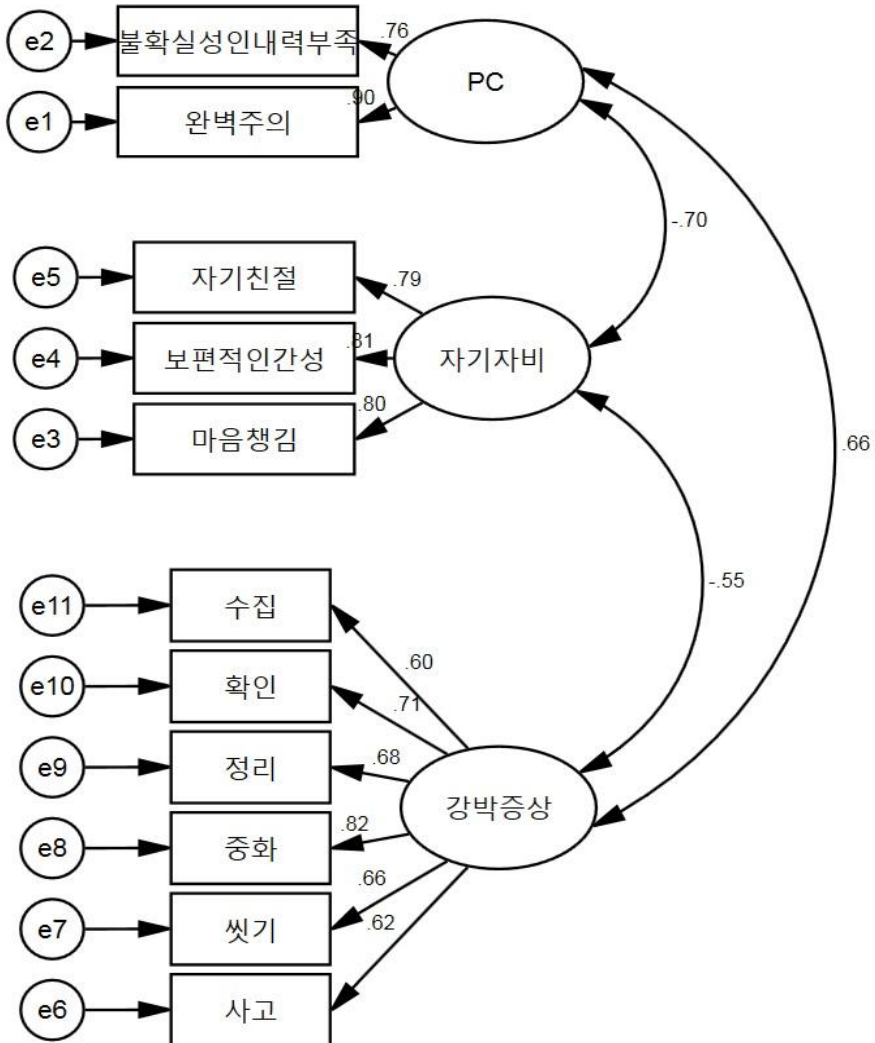 e2
불확실성인내력부족
.76
PC
e1
완벽주의
.90
-.70
e5
자기친절
.79
e4
보편적인간성
.81
자기자비
e3
마음챙김
.80
.66
-.55
e11
수집
.60
e10
확인
.71
e9
정리
.68
강박증상
e8
중화
.82
e7
씻기
.66
e6
사고
.62